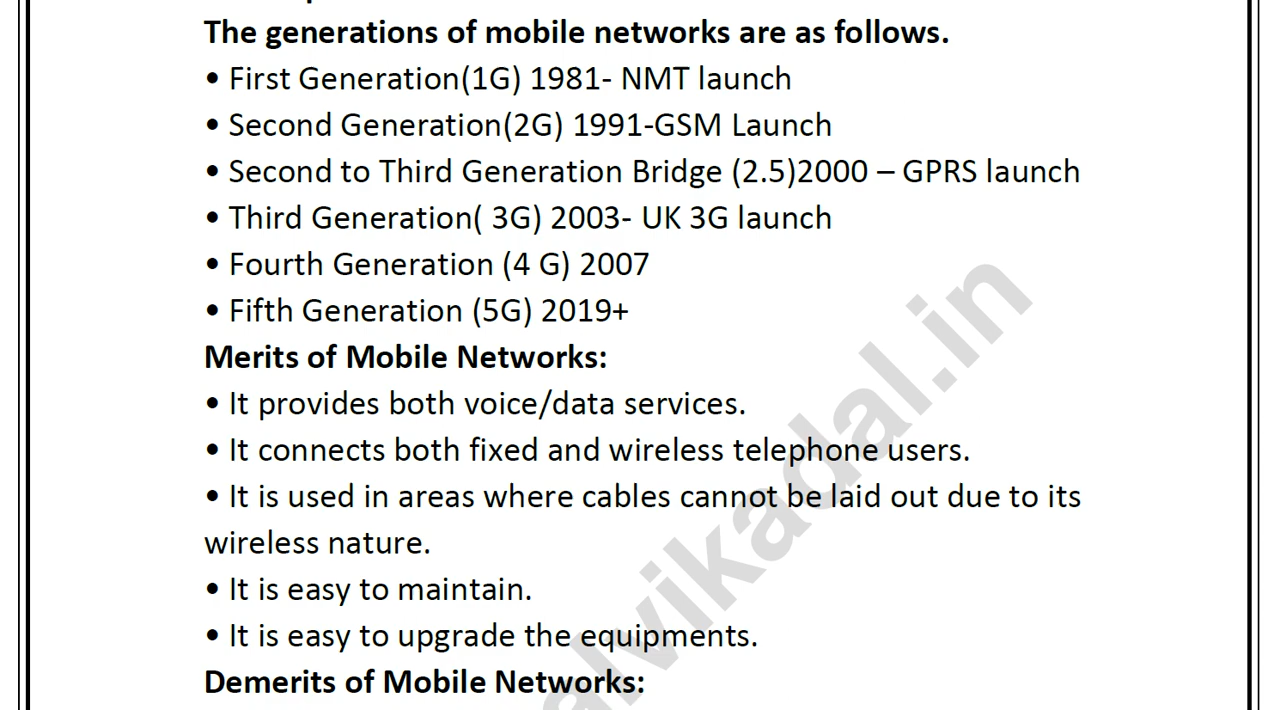 The generations of mobile networks are as follows.
• First Generation(1G) 1981- NMT launch
• Second Generation(2G) 1991-GSM Launch
• Second to Third Generation Bridge (2.5)2000 – GPRS launch
• Third Generation( 3G) 2003- UK 3G launch
• Fourth Generation (4 G) 2007
• Fifth Generation (5G) 2019+
Merits of Mobile Networks:
• It provides both voice/data services.
• It connects both fixed and wireless telephone users.
• It is used in areas where cables cannot be laid out due to its
wireless nature.
• It is easy to maintain.
• It is easy to upgrade the equipments.
Demerits of Mobile Networks:
alvikadal.in